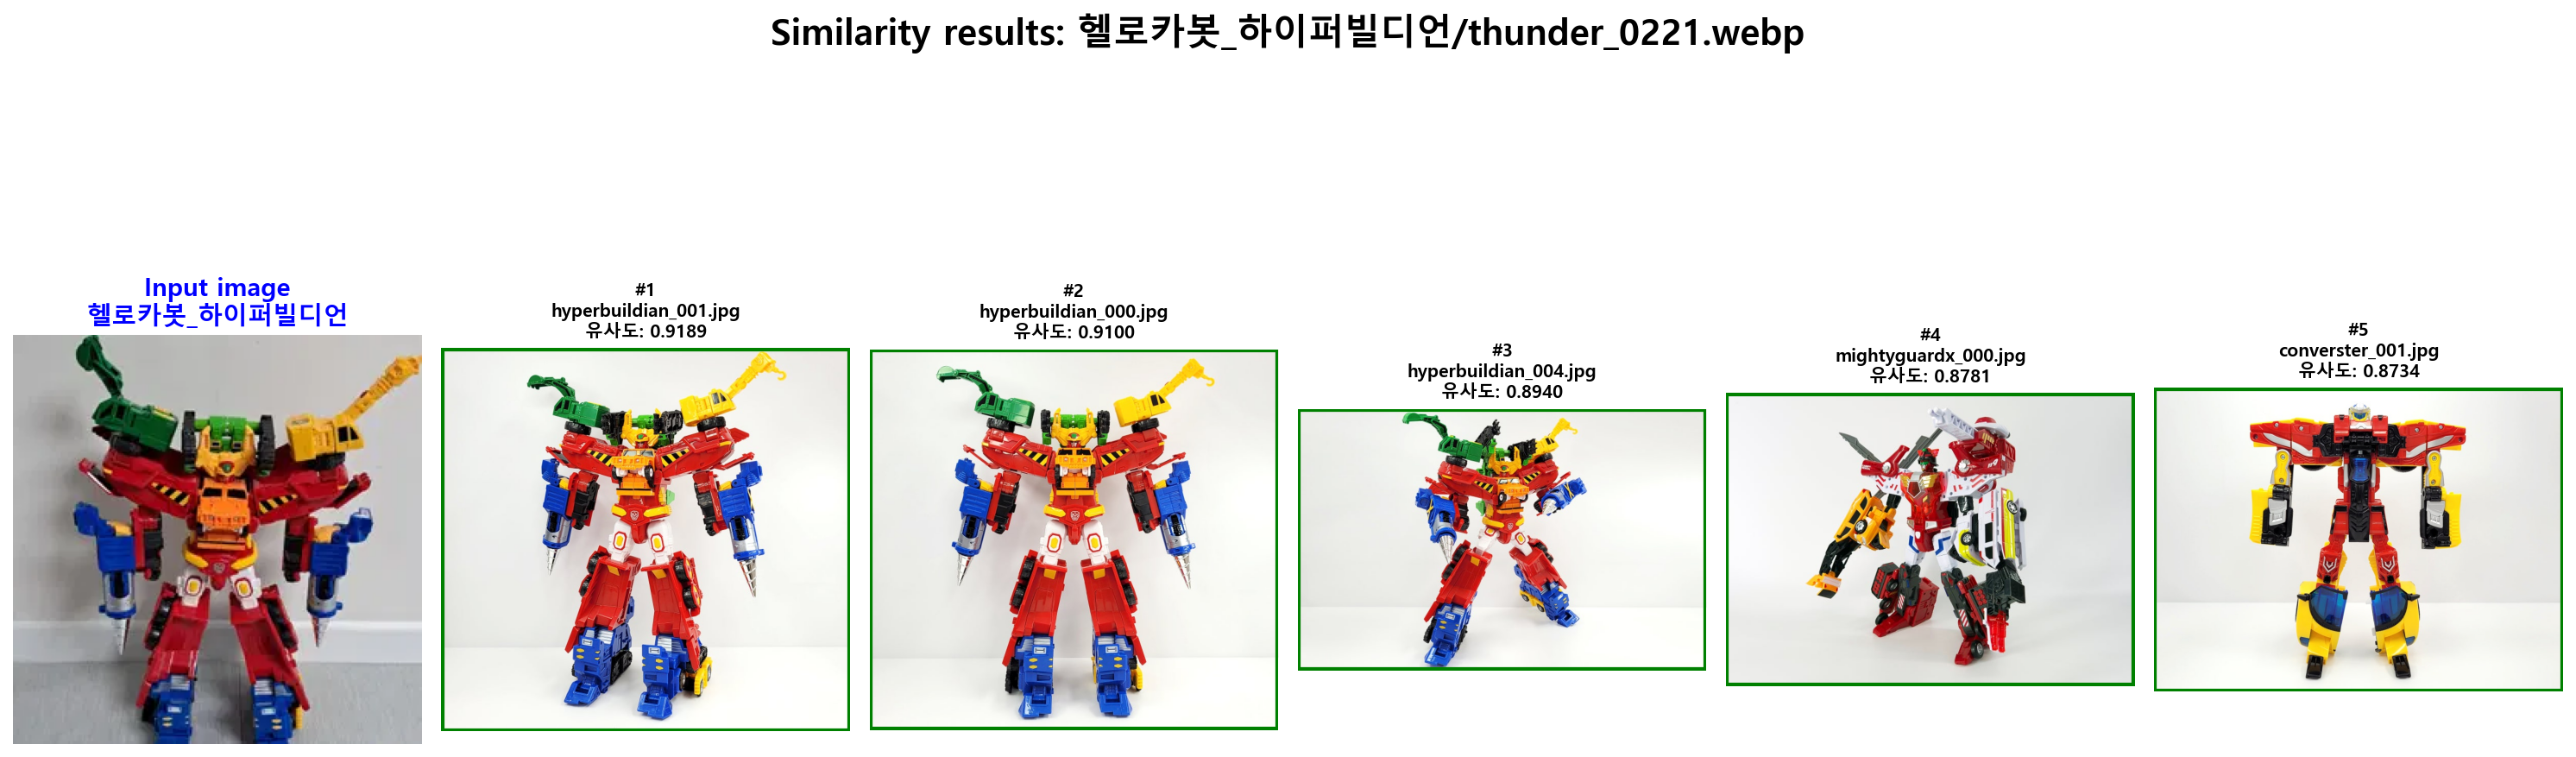 Similarity results: 헬로카봇_하이퍼빌디언/thunder_0221.webp
Input image
헬로카봇_하이퍼빌디언
#1
hyperbuildian_001.jpg
유사도: 0.9189
#2
hyperbuildian_000.jpg
유사도: 0.9100
#3
hyperbuildian_004.jpg
유사도: 0.8940
#4
mightyguardx_000.jpg
유사도: 0.8781
#5
converster_001.jpg
유사도: 0.8734